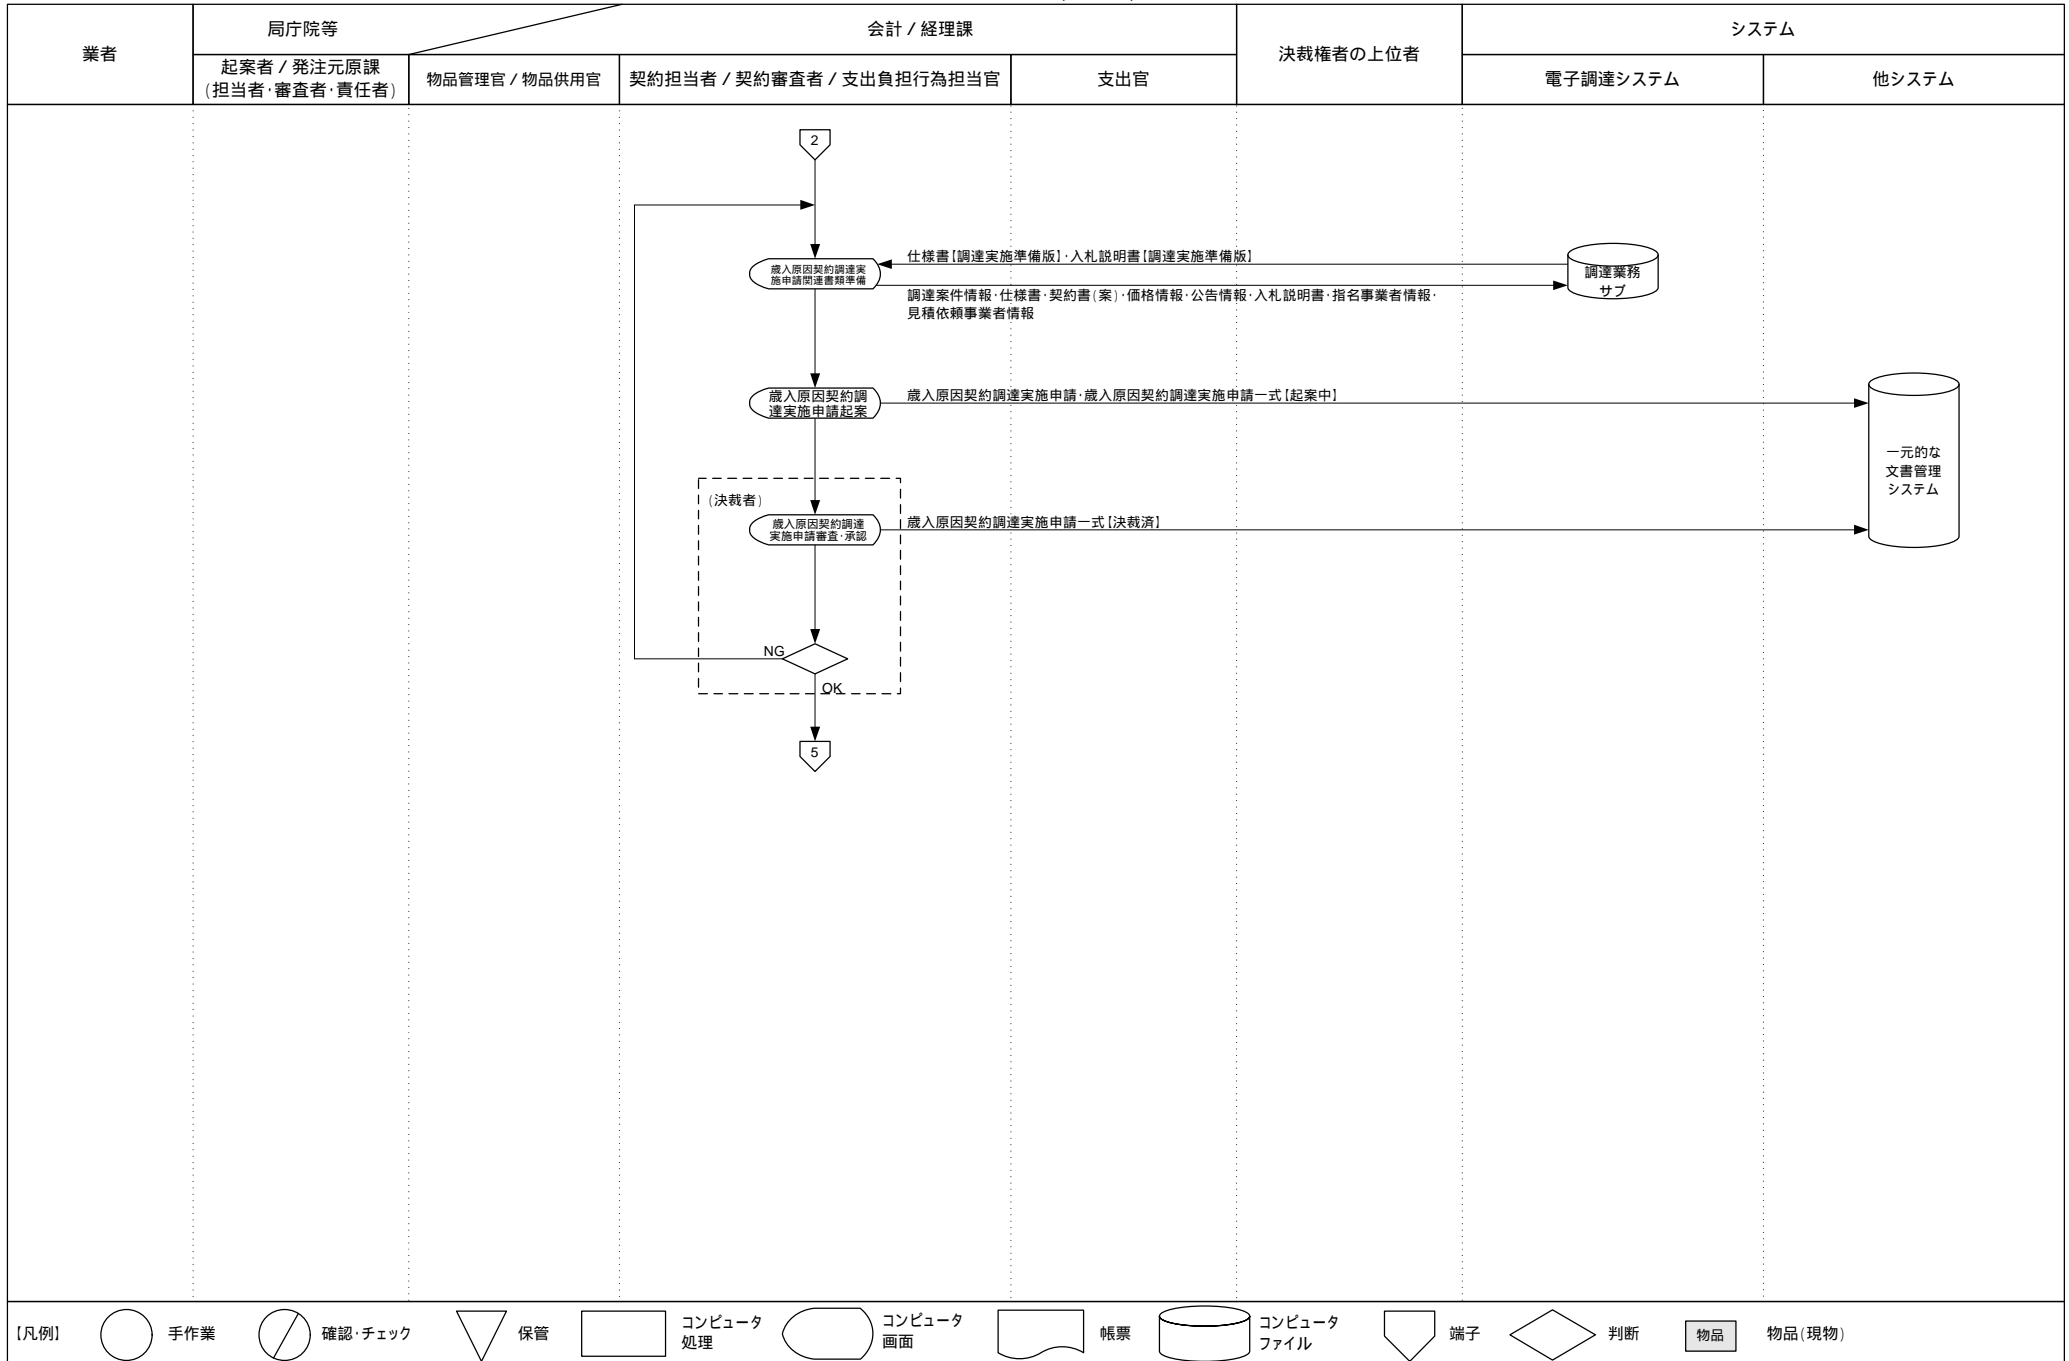 業者
局庁院等
会計 / 経理課
決裁権者の上位者
システム
起案者 / 発注元原課
(担当者・審査者・責任者)
物品管理官 / 物品供用官
契約担当者 / 契約審査者 / 支出負担行為担当官
支出官
電子調達システム
他システム
2
歳入原因契約調達実
施申請関連書類準備
仕様書【調達実施準備版】・入札説明書【調達実施準備版】
調達案件情報・仕様書・契約書(案)・価格情報・公告情報・入札説明書・指名事業者情報・
見積依頼事業者情報
調達業務
サブ
歳入原因契約調
達実施申請起案
歳入原因契約調達実施申請・歳入原因契約調達実施申請一式【起案中】
一元的な
文書管理
システム
(決裁者)
歳入原因契約調達
実施申請審査・承認
歳入原因契約調達実施申請一式【決裁済】
NG
OK
5
【凡例】
手作業
確認・チェック
保管
コンピュータ
処理
コンピュータ
画面
帳票
コンピュータ
ファイル
端子
判断
物品
物品(現物)